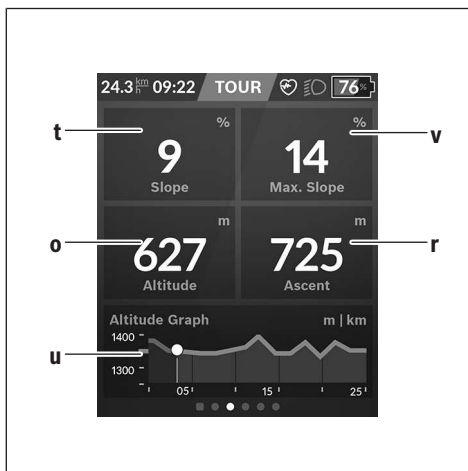 24.3 km/h 09:22 TOUR 76%
t % % v
9 14
Slope Max. Slope
o m m r
627 725
Altitude Ascent
Altitude Graph m | km
u 1400
1300
05 15 25